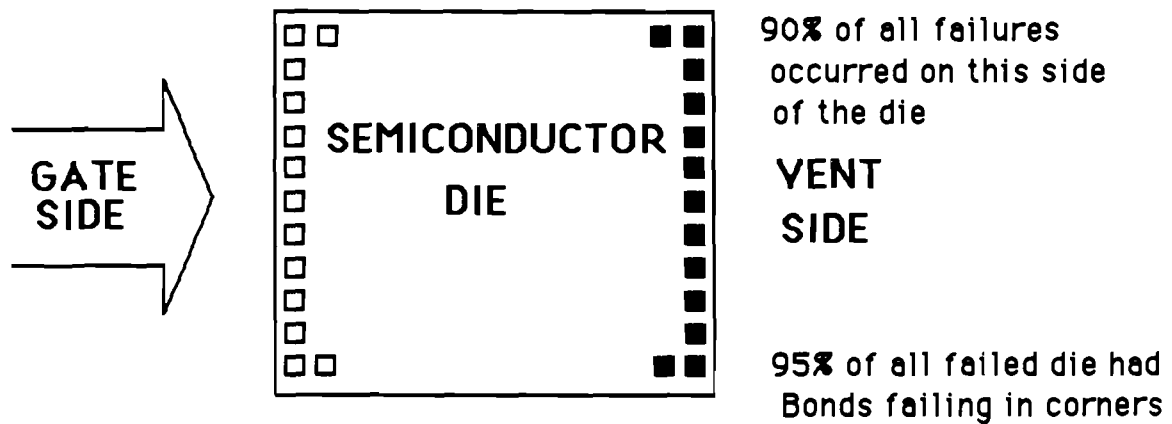 90% of all failures
occurred on this side
of the die
SEMICONDUCTOR
DIE
GATE
SIDE
VENT
SIDE
95% of all failed die had
Bonds failing in corners